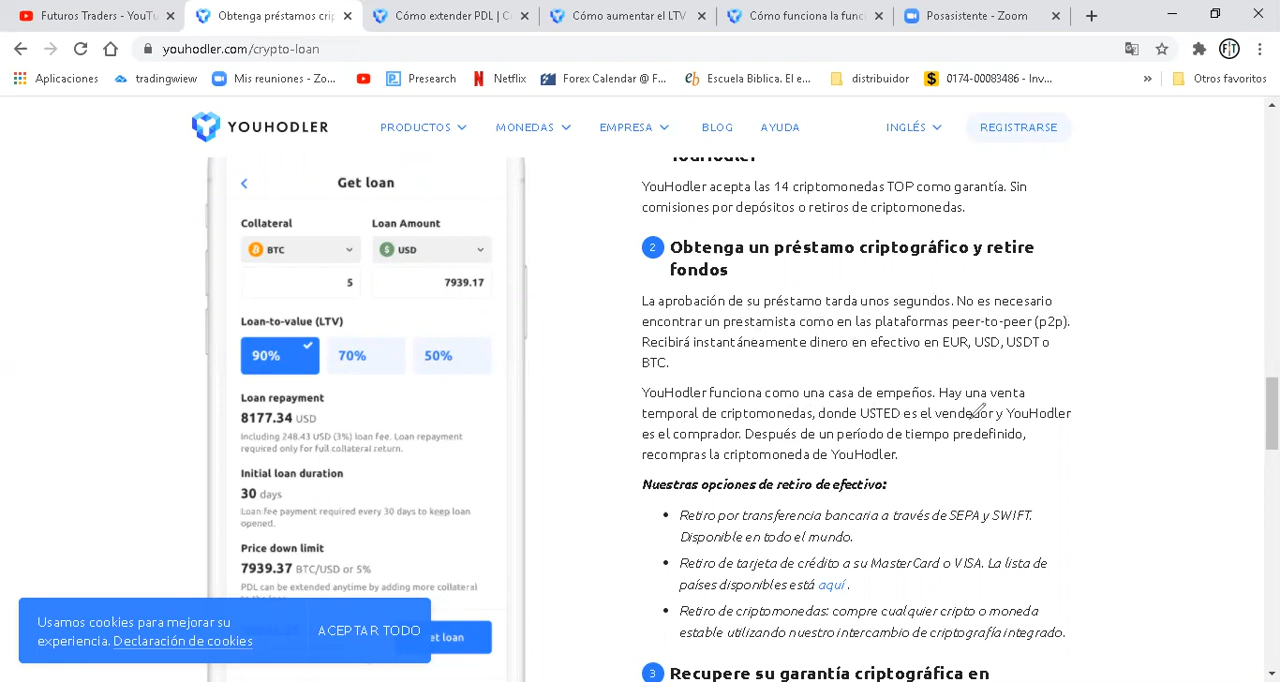 Futuros Traders - YouTu
Obtenga préstamos crip
Cómo extender PDL | C
Cómo aumentar el LTV
Cómo funciona la funci
Posasistente - Zoom
youhodler.com/crypto-loan
Aplicaciones
tradingwiew
Mis reuniones - Zo...
Presearch
Netflix
Forex Calendar @ F...
Escuela Biblica. El e...
distribuidor
0174-00083486 - Inv...
»
Otros favoritos
YOUHODLER
PRODUCTOS
MONEDAS
EMPRESA
BLOG
AYUDA
INGLÉS
REGISTRARSE
Get loan
Collateral
Loan Amount
BTC
USD
5
7939.17
Loan-to-value (LTV)
90%
70%
50%
Loan repayment
8177.34 USD
Including 248.43 USD (3%) loan fee. Loan repayment
required only for full collateral return.
Initial loan duration
30 days
Loan fee payment required every 30 days to keep loan
opened.
Price down limit
7939.37 BTC/USD or 5%
PDL can be extended anytime by adding more collateral
et loan
Usamos cookies para mejorar su
experiencia. Declaración de cookies
ACEPTAR TODO
YouHodler
YouHodler acepta las 14 criptomonedas TOP como garantía. Sin
comisiones por depósitos o retiros de criptomonedas.
2 Obtenga un préstamo criptográfico y retire
fondos
La aprobación de su préstamo tarda unos segundos. No es necesario
encontrar un prestamista como en las plataformas peer-to-peer (p2p).
Recibirá instantáneamente dinero en efectivo en EUR, USD, USDT o
BTC.
YouHodler funciona como una casa de empeños. Hay una venta
temporal de criptomonedas, donde USTED es el vendedor y YouHodler
es el comprador. Después de un período de tiempo predefinido,
recompras la criptomoneda de YouHodler.
Nuestras opciones de retiro de efectivo:
• Retiro por transferencia bancaria a través de SEPA y SWIFT.
Disponible en todo el mundo.
• Retiro de tarjeta de crédito a su MasterCard o VISA. La lista de
países disponibles está aquí .
• Retiro de criptomonedas: compre cualquier cripto o moneda
estable utilizando nuestro intercambio de criptografía integrado.
3 Recupere su garantía criptográfica en